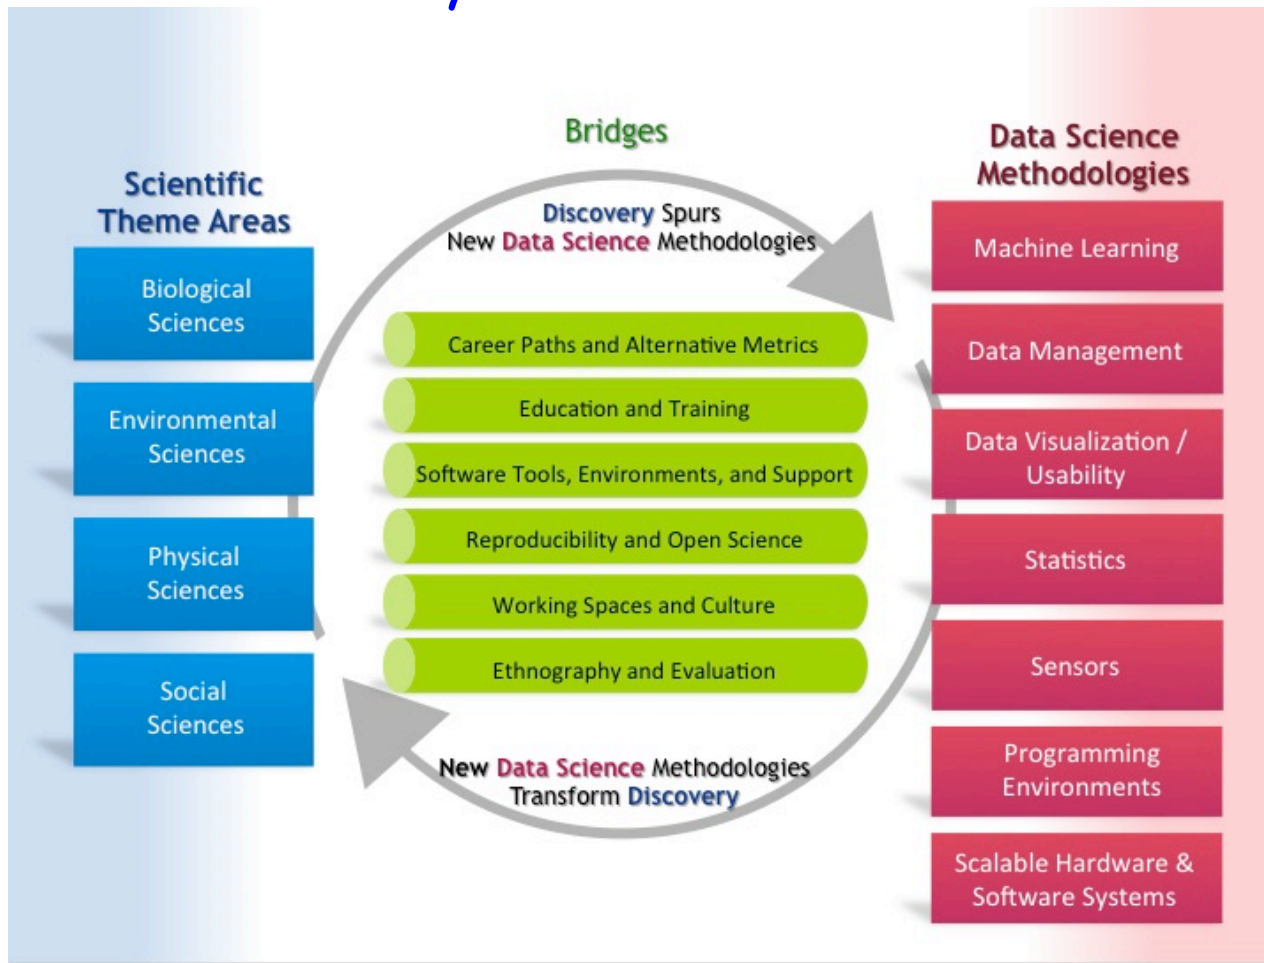 Bridges
Scientific
Theme Areas
Biological
Sciences
Environmental
Sciences
Physical
Sciences
Social
Sciences
Discovery Spurs
New Data Science Methodologies
Career Paths and Alternative Metrics
Education and Training
Software Tools, Environments, and Support
Reproducibility and Open Science
Working Spaces and Culture
Ethnography and Evaluation
New Data Science Methodologies
Transform Discovery
Data Science
Methodologies
Machine Learning
Data Management
Data Visualization /
Usability
Statistics
Sensors
Programming
Environments
Scalable Hardware &
Software Systems